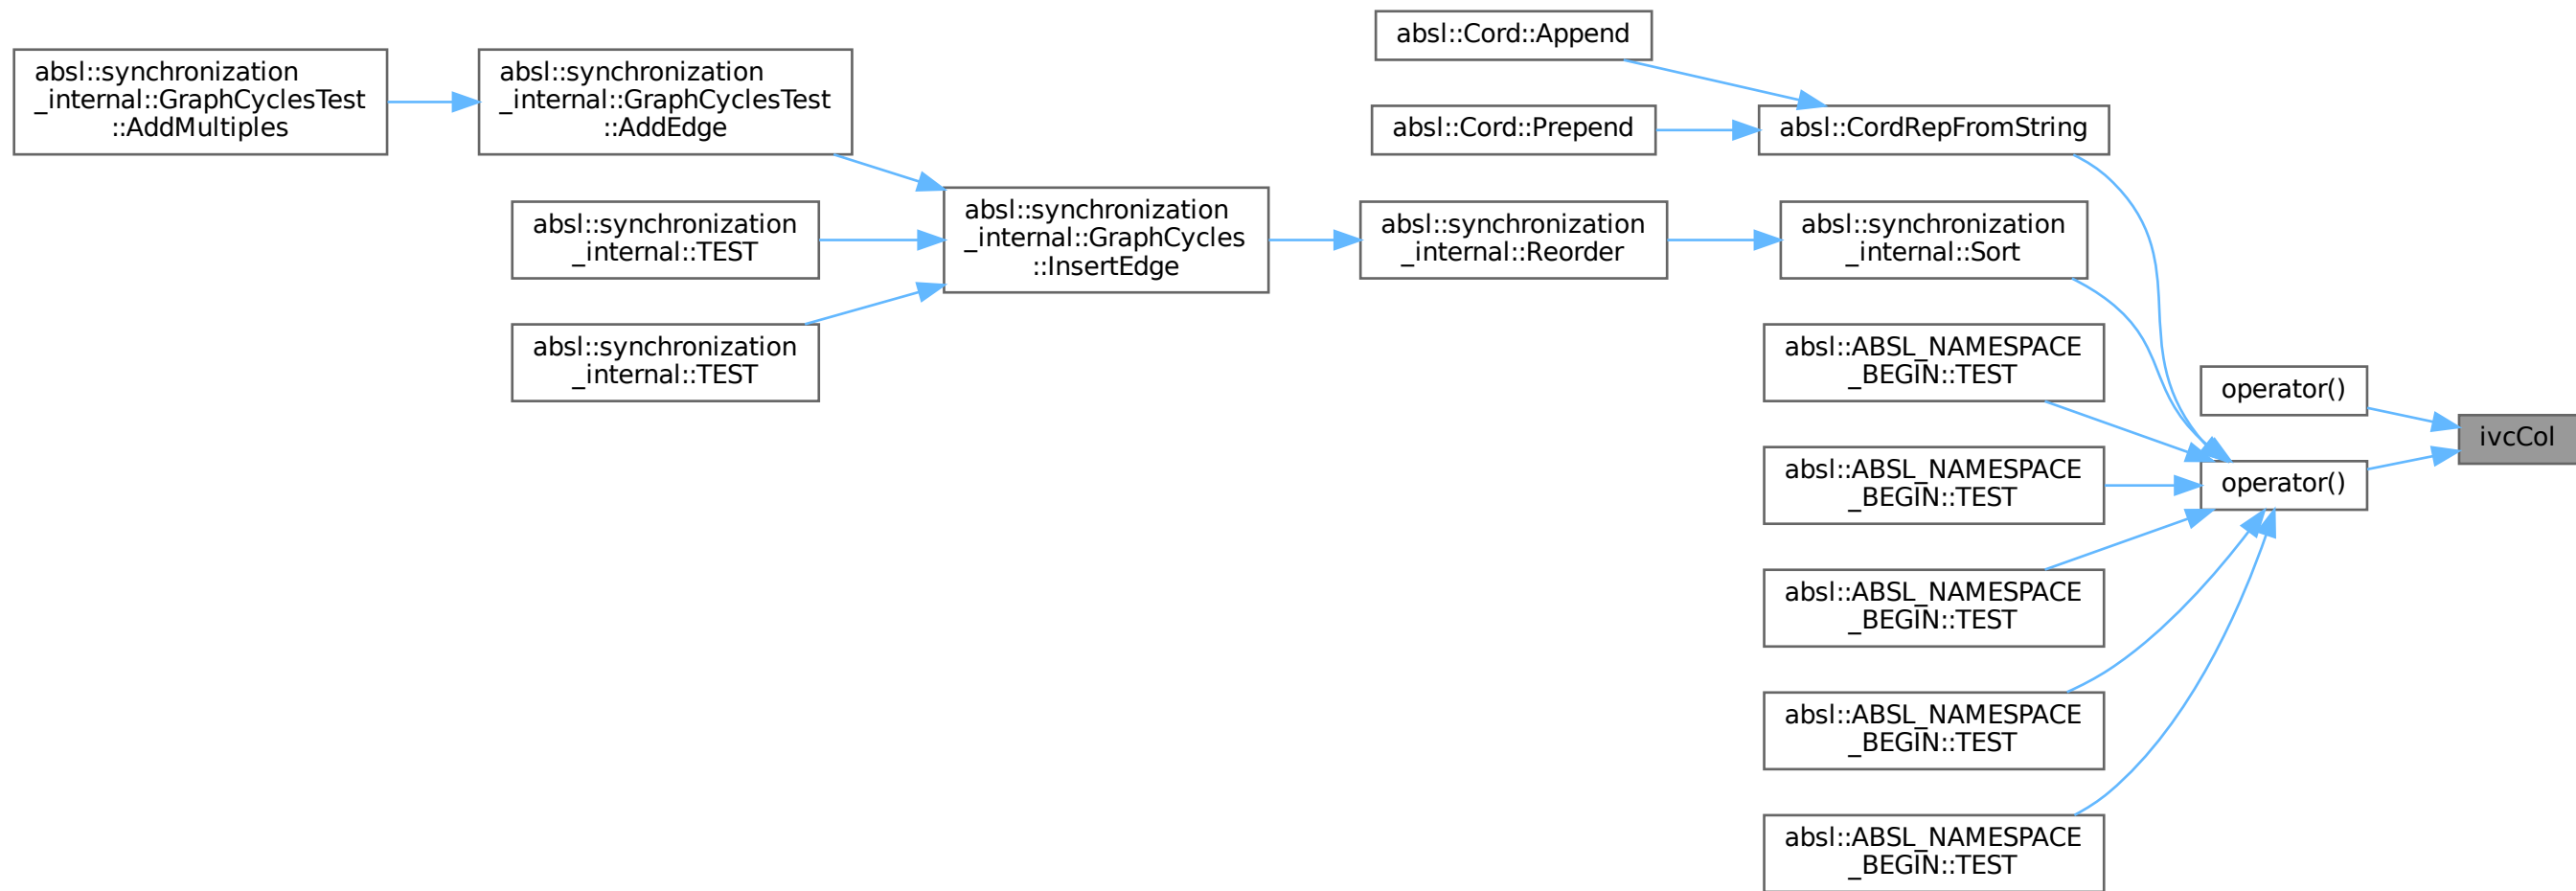 absl::Cord::Append
absl::synchronization
_internal::GraphCyclesTest
::AddMultiples
absl::synchronization
_internal::GraphCyclesTest
::AddEdge
absl::Cord::Prepend
absl::CordRepFromString
absl::synchronization
_internal::TEST
absl::synchronization
_internal::GraphCycles
::InsertEdge
absl::synchronization
_internal::Reorder
absl::synchronization
_internal::Sort
absl::synchronization
_internal::TEST
absl::ABSL_NAMESPACE
_BEGIN::TEST
operator()
ivcCol
absl::ABSL_NAMESPACE
_BEGIN::TEST
operator()
absl::ABSL_NAMESPACE
_BEGIN::TEST
absl::ABSL_NAMESPACE
_BEGIN::TEST
absl::ABSL_NAMESPACE
_BEGIN::TEST